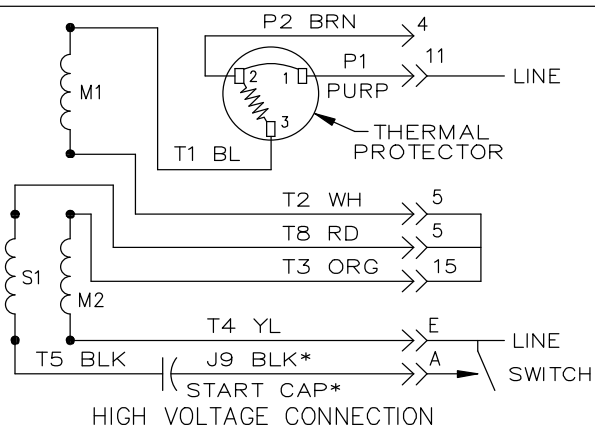 P2 BRN
4
M1
2
1
P1
11
LINE
PURP
3
THERMAL
PROTECTOR
T1 BL
T2 WH
5
T8 RD
5
T3 ORG
15
S1
M2
T4 YL
E
LINE
T5 BLK
J9 BLK*
A
SWITCH
START CAP*
HIGH VOLTAGE CONNECTION